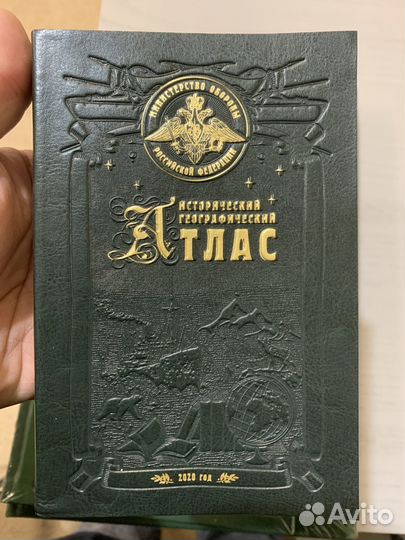 МИНИСТЕРСТВО ОБОРОНЫ
РОССИЙСКОЙ ФЕДЕРАЦИИ
ИСТОРИЧЕСКИЙ
ГЕОГРАФИЧЕСКИЙ
АТЛАС
2020 год
Avito